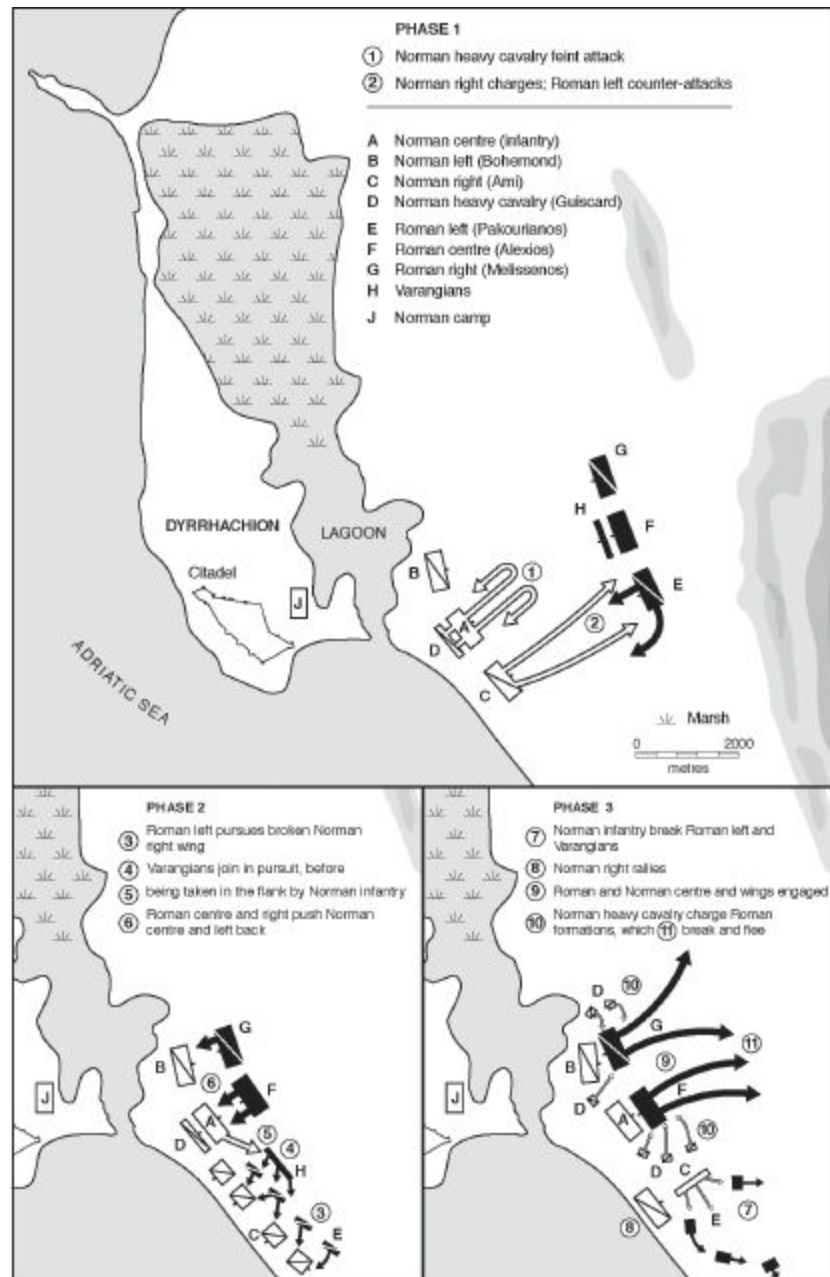 PHASE 1
① Norman heavy cavalry feint attack
② Norman right charges; Roman left counter-attacks
A Norman centre (infantry)
B Norman left (Bohemond)
C Norman right (Ami)
D Norman heavy cavalry (Guiscard)
E Roman left (Pakourianos)
F Roman centre (Alexios)
G Roman right (Melissenos)
H Varangians
J Norman camp
G
H
F
DYRRHACHION
LAGOON
B
①
E
Citadel
J
A
②
D
C
ADRIATIC SEA
Marsh
0 2000
metres
PHASE 2
③ Roman left pursues broken Norman
right wing
④ Varangians join in pursuit, before
⑤ being taken in the flank by Norman infantry
⑥ Roman centre and right push Norman
centre and left back
G
B
⑥
F
J
A
⑤
④
D
H
③
C
E
PHASE 3
⑦ Norman infantry break Roman left and
Varangians
⑧ Norman right rallies
⑨ Roman and Norman centre and wings engaged
⑩ Norman heavy cavalry charge Roman
formations, which ⑪ break and flee
D
⑩
G
⑪
B
⑨
F
J
D
A
⑩
D
C
⑦
E
⑧